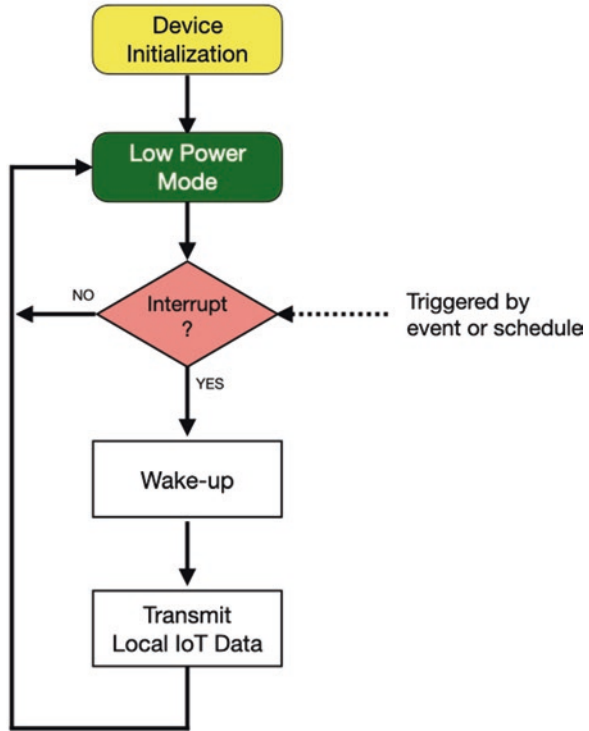 Device
Initialization
Low Power
Mode
NO
Interrupt
?
Triggered by
event or schedule
YES
Wake-up
Transmit
Local IoT Data